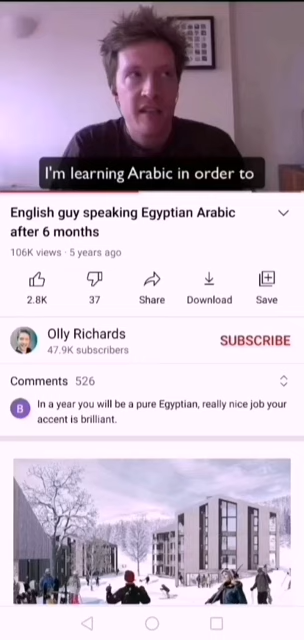 I'm learning Arabic in order to
English guy speaking Egyptian Arabic
after 6 months
106K views · 5 years ago
2.8K
37
Share
Download
Save
Olly Richards
47.9K subscribers
SUBSCRIBE
Comments 526
B
In a year you will be a pure Egyptian, really nice job your
accent is brilliant.